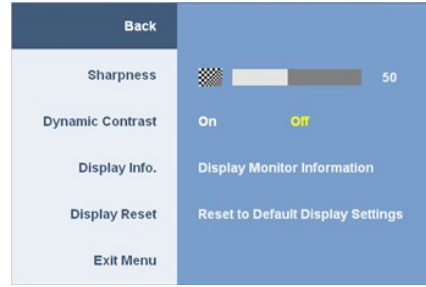 Back
Sharpness 50
Dynamic Contrast On Off
Display Info. Display Monitor Information
Display Reset Reset to Default Display Settings
Exit Menu